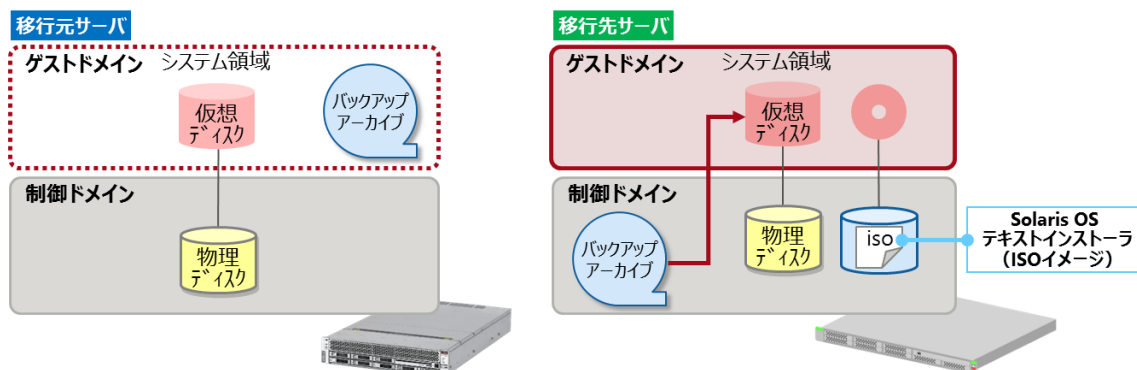 移行元サーバ
ゲストドメイン システム領域
仮想
ディスク
バックアップ
アーカイブ
制御ドメイン
物理
ディスク
移行先サーバ
ゲストドメイン システム領域
仮想
ディスク
制御ドメイン
バックアップ
アーカイブ
物理
ディスク
iso
Solaris OS
テキストインストーラ
(ISOイメージ)